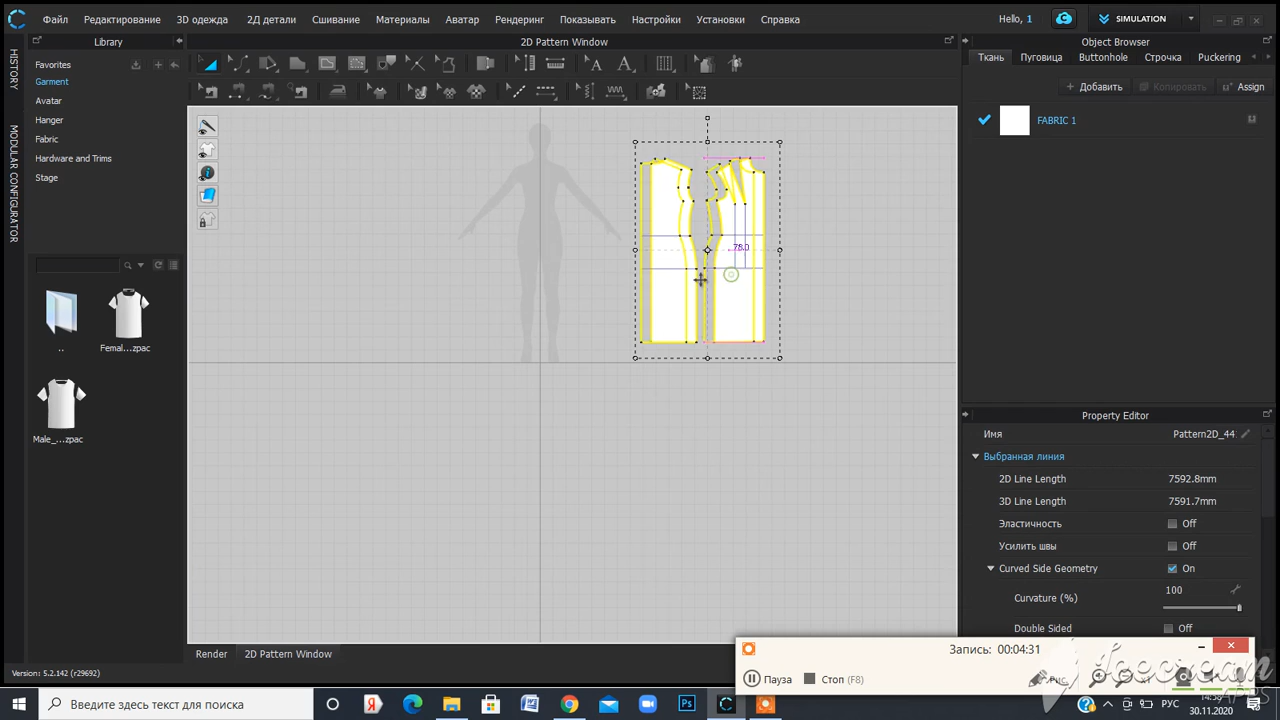 Файл Редактирование 3D одежда 2Д детали Сшивание Материалы Аватар Рендеринг Показывать Настройки Установки Справка Hello, 1 SIMULATION
HISTORY
MODULAR CONFIGURATOR
Library
Favorites
Garment
Avatar
Hanger
Fabric
Hardware and Trims
Stage
..
Femal...zpac
Male_...zpac
2D Pattern Window
78.0
Render 2D Pattern Window
Version: 5.2.142 (r29692)
Object Browser
Ткань Пуговица Buttonhole Строчка Puckering
+ Добавить Копировать Assign
FABRIC 1
Property Editor
Имя Pattern2D_44
Выбранная линия
2D Line Length 7592.8mm
3D Line Length 7591.7mm
Эластичность Off
Усилить швы Off
Curved Side Geometry On
Curvature (%) 100
Double Sided Off
Запись: 00:04:31
Пауза Стоп (F8) Рис
Icecream
APPS
Введите здесь текст для поиска
РУС
30.11.2020